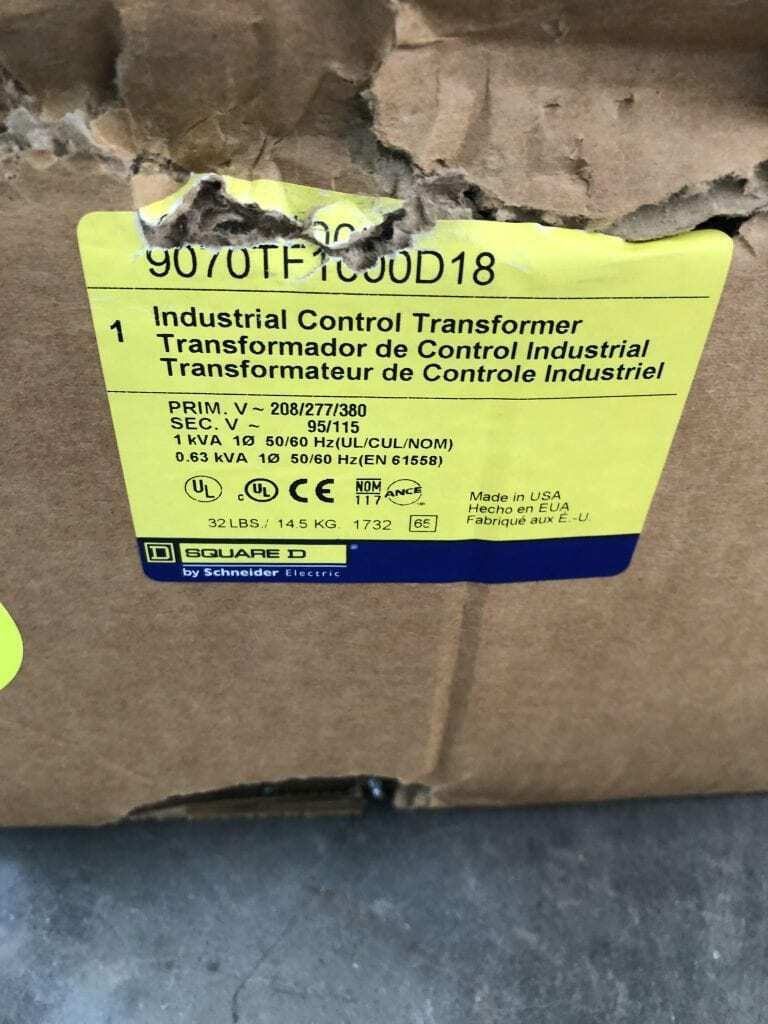 9070TF1000D18
1 Industrial Control Transformer
Transformador de Control Industrial
Transformateur de Controle Industriel
PRIM. V ~ 208/277/380
SEC. V ~ 95/115
1 kVA 1Ø 50/60 Hz(UL/CUL/NOM)
0.63 kVA 1Ø 50/60 Hz(EN 61558)
UL c UL CE NOM 117 ANCE
Made in USA
Hecho en EUA
Fabriqué aux É.-U.
32 LBS./ 14.5 KG. 1732 65
D SQUARE D
by Schneider Electric